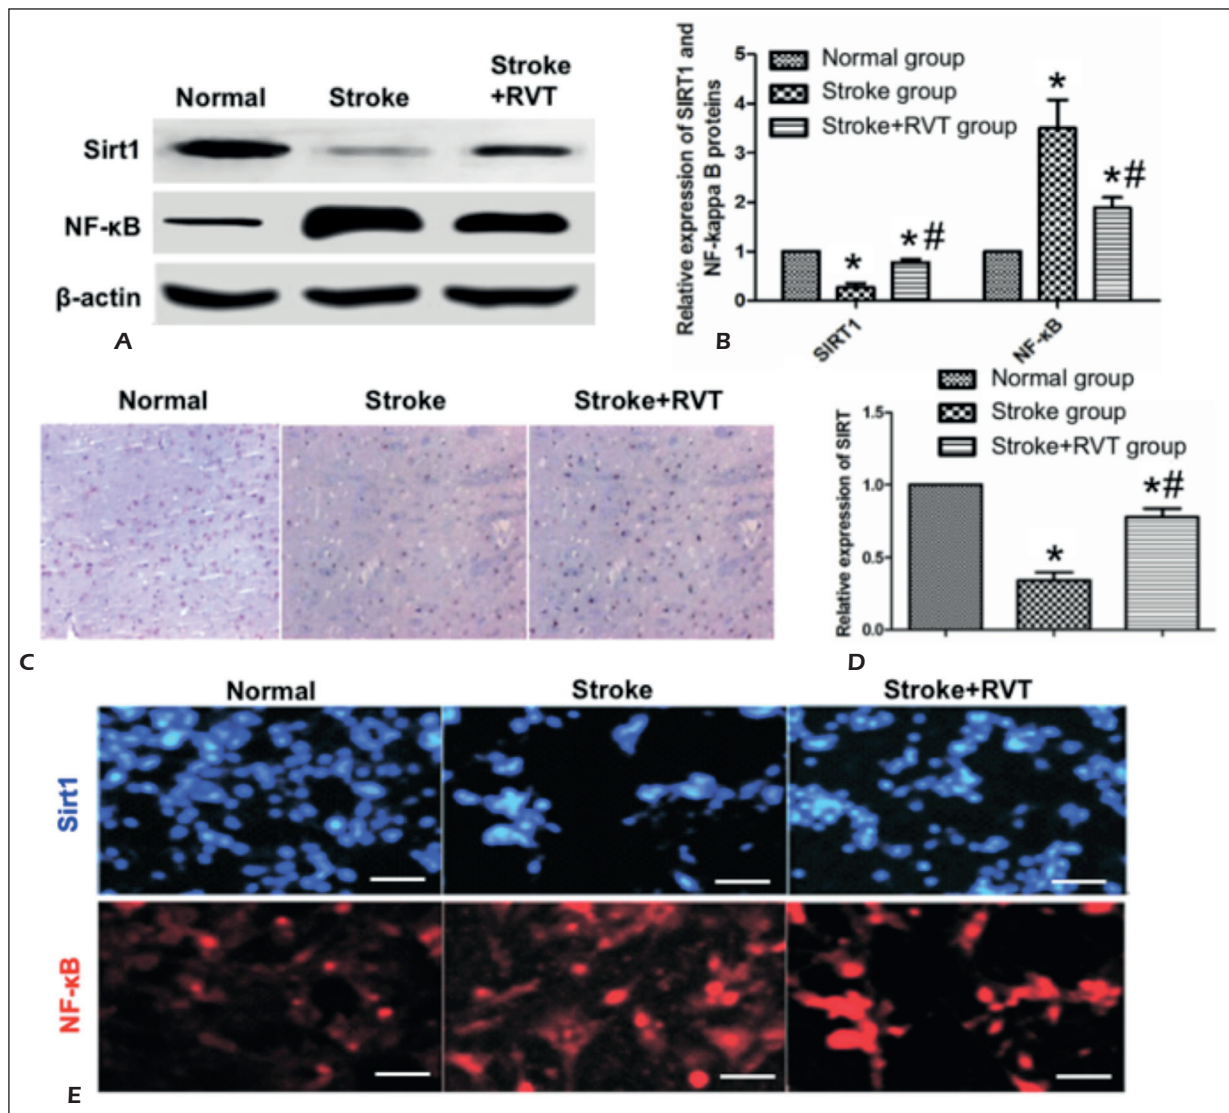 Normal
Stroke
Stroke
+RVT
Sirt1
NF-κB
β-actin
A
Relative expression of SIRT1 and
NF-kappa B proteins
5
4
3
2
1
0
Normal group
Stroke group
Stroke+RVT group
*
*#
*
*#
SIRT1
NF-κB
B
Normal
Stroke
Stroke+RVT
C
Relative expression of SIRT
1.5
1.0
0.5
0.0
Normal group
Stroke group
Stroke+RVT group
*
*#
D
Normal
Stroke
Stroke+RVT
Sirt1
NF-κB
E